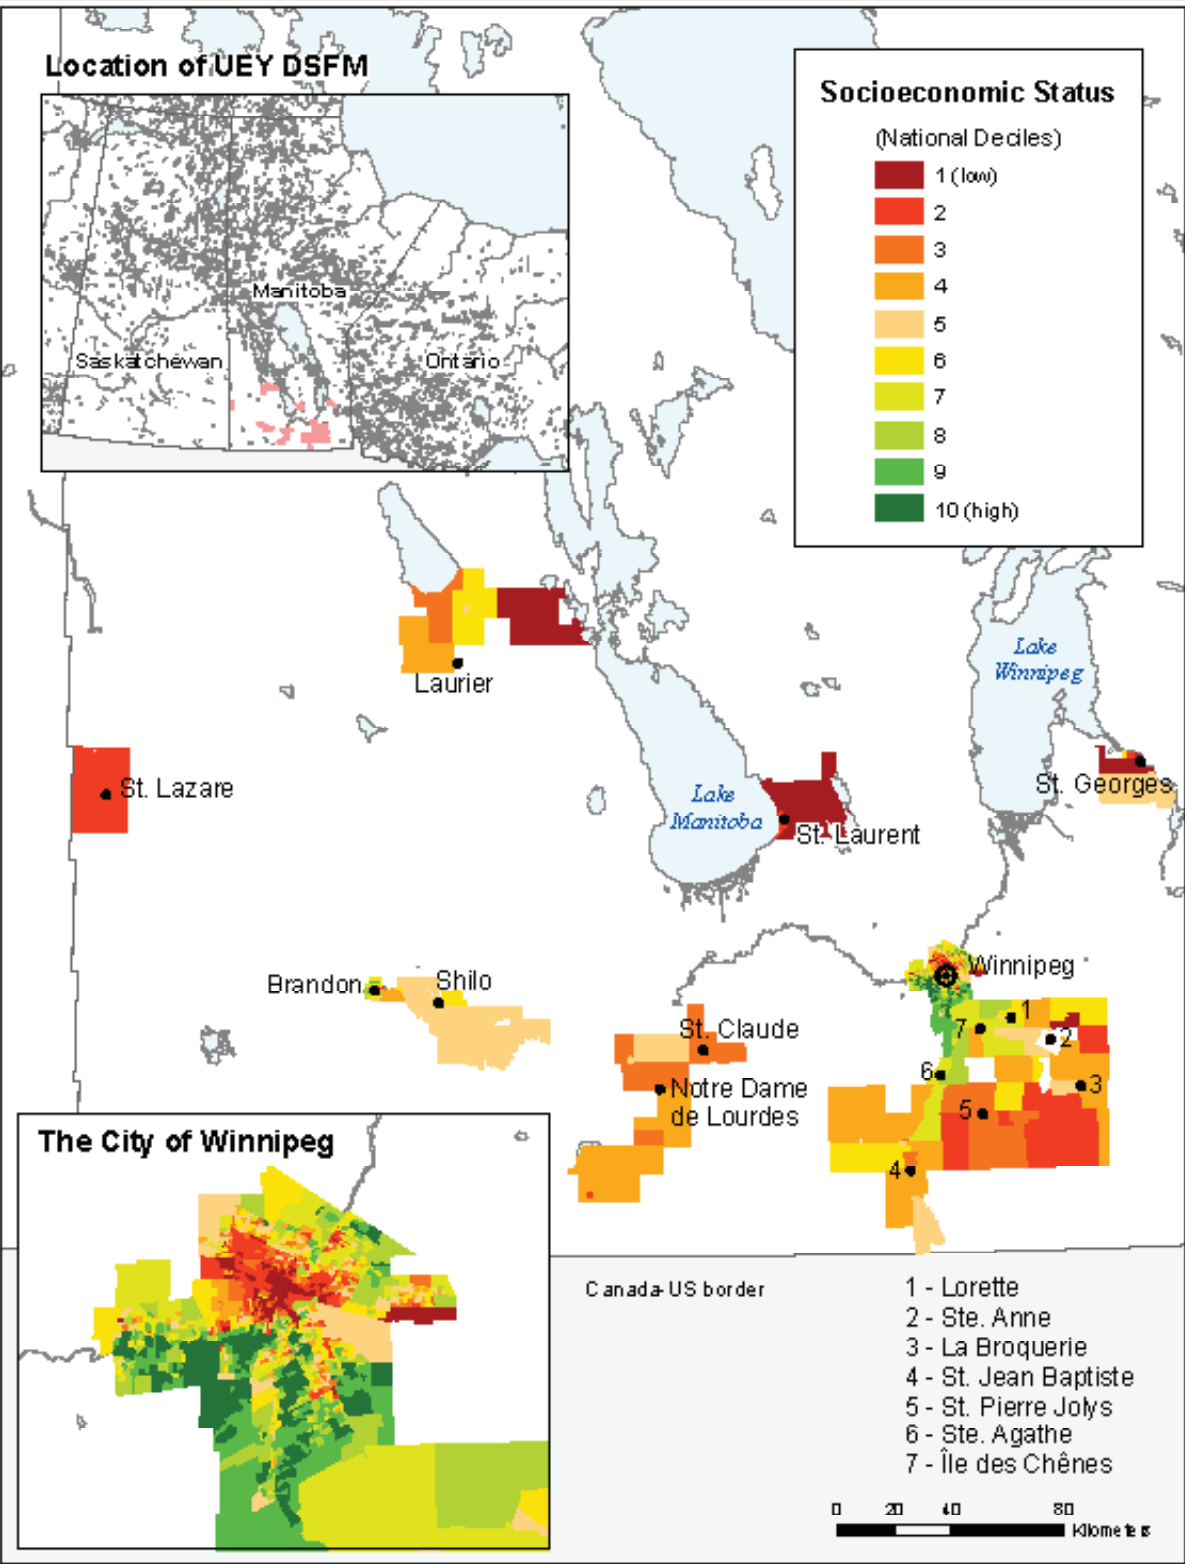 Location of UEY DSFM
Manitoba
Saskatchewan
Ontario
Socioeconomic Status
(National Deciles)
1 (low)
2
3
4
5
6
7
8
9
10 (high)
Laurier
Lake
Winnipeg
St. Lazare
St. Georges
Lake
Manitoba
St. Laurent
Brandon
Shilo
Winnipeg
St. Claude
Notre Dame
de Lourdes
1
7
2
6
3
5
4
The City of Winnipeg
Canada-US border
1 - Lorette
2 - Ste. Anne
3 - La Broquerie
4 - St. Jean Baptiste
5 - St. Pierre Jolys
6 - Ste. Agathe
7 - Île des Chênes
0 20 40 80
Kilometers